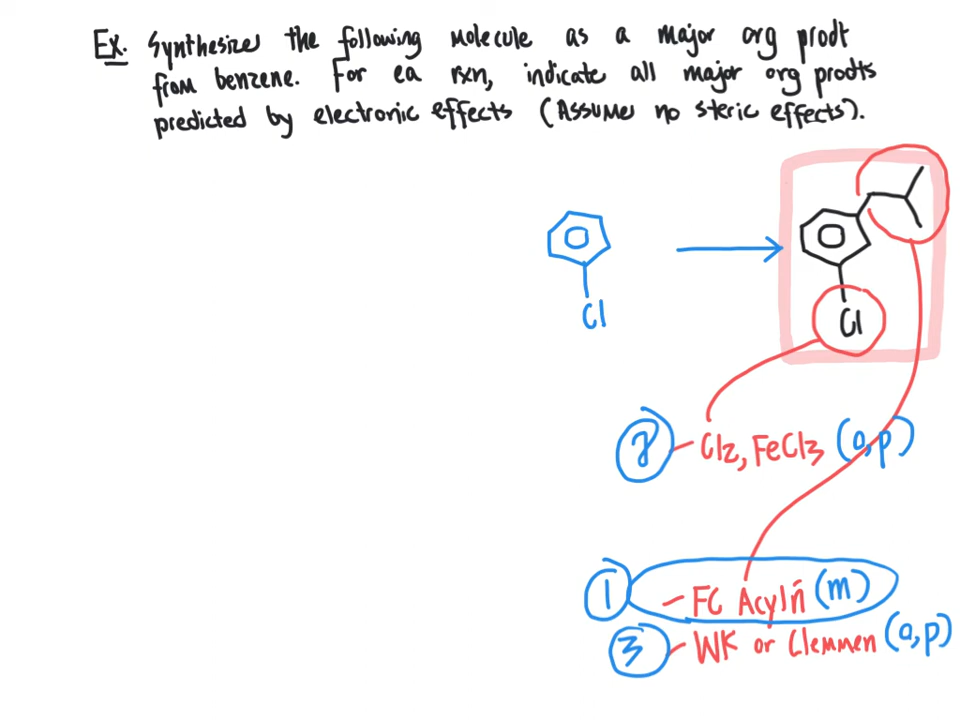 Ex. Synthesize the following molecule as a major org prodt
from benzene. For ea rxn, indicate all major org prodts
predicted by electronic effects (Assume no steric effects).
Cl
Cl
2 - Cl2, FeCl3 (o,p)
1 - FC Acyln (m)
3 - WK or Clemmen (o,p)